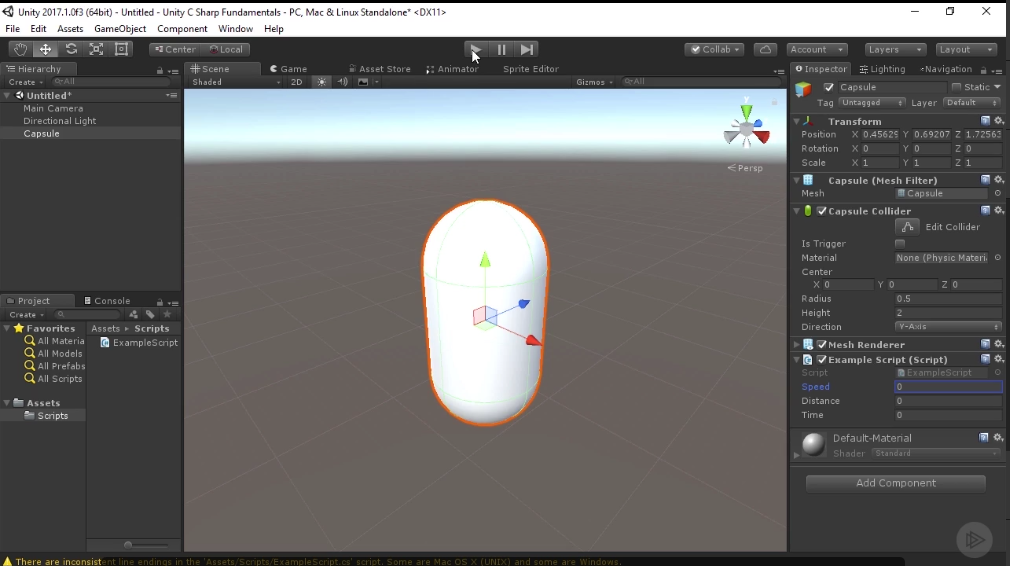 Unity 2017.1.0f3 (64bit) - Untitled - Unity C Sharp Fundamentals - PC, Mac & Linux Standalone* <DX11>
File Edit Assets GameObject Component Window Help
Center Local Collab Account Layers Layout
Hierarchy
Create All
Untitled*
Main Camera
Directional Light
Capsule
Project Console
Create
Favorites
All Materia
All Models
All Prefabs
All Scripts
Assets
Scripts
Assets Scripts
ExampleScript
Scene Game Asset Store Animator Sprite Editor
Shaded 2D Gizmos All
y
Persp
Inspector Lighting Navigation
Capsule Static
Tag Untagged Layer Default
Transform
Position X 0.45629 Y 0.69207 Z 1.72563
Rotation X 0 Y 0 Z 0
Scale X 1 Y 1 Z 1
Capsule (Mesh Filter)
Mesh Capsule
Capsule Collider
Edit Collider
Is Trigger
Material None (Physic Materi
Center
X 0 Y 0 Z 0
Radius 0.5
Height 2
Direction Y-Axis
Mesh Renderer
Example Script (Script)
Script ExampleScript
Speed 0
Distance 0
Time 0
Default-Material
Shader Standard
Add Component
There are inconsistent line endings in the 'Assets/Scripts/ExampleScript.cs' script. Some are Mac OS X (UNIX) and some are Windows.